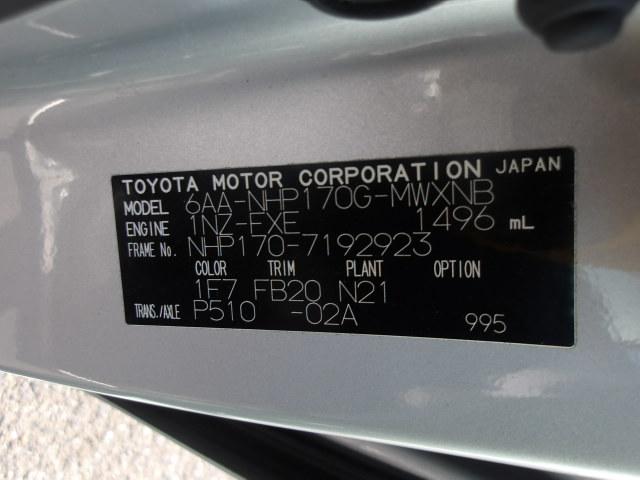 TOYOTA MOTOR CORPORATION JAPAN
MODEL 6AA-NHP170G-MWXNB
ENGINE 1NZ-FXE 1496 mL
FRAME No. NHP170-7192923
COLOR TRIM PLANT OPTION
1F7 FB20 N21
TRANS./AXLE P510 -02A 995